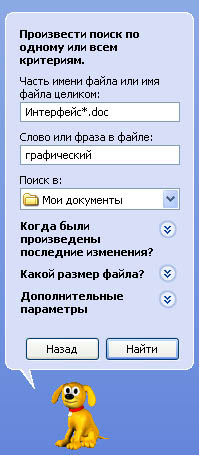 Произвести поиск по
одному или всем
критериям.
Часть имени файла или имя
файла целиком:
Интерфейс*.doc
Слово или фраза в файле:
графический
Поиск в:
Мои документы
Когда были
произведены
последние изменения?
Какой размер файла?
Дополнительные
параметры
Назад
Найти